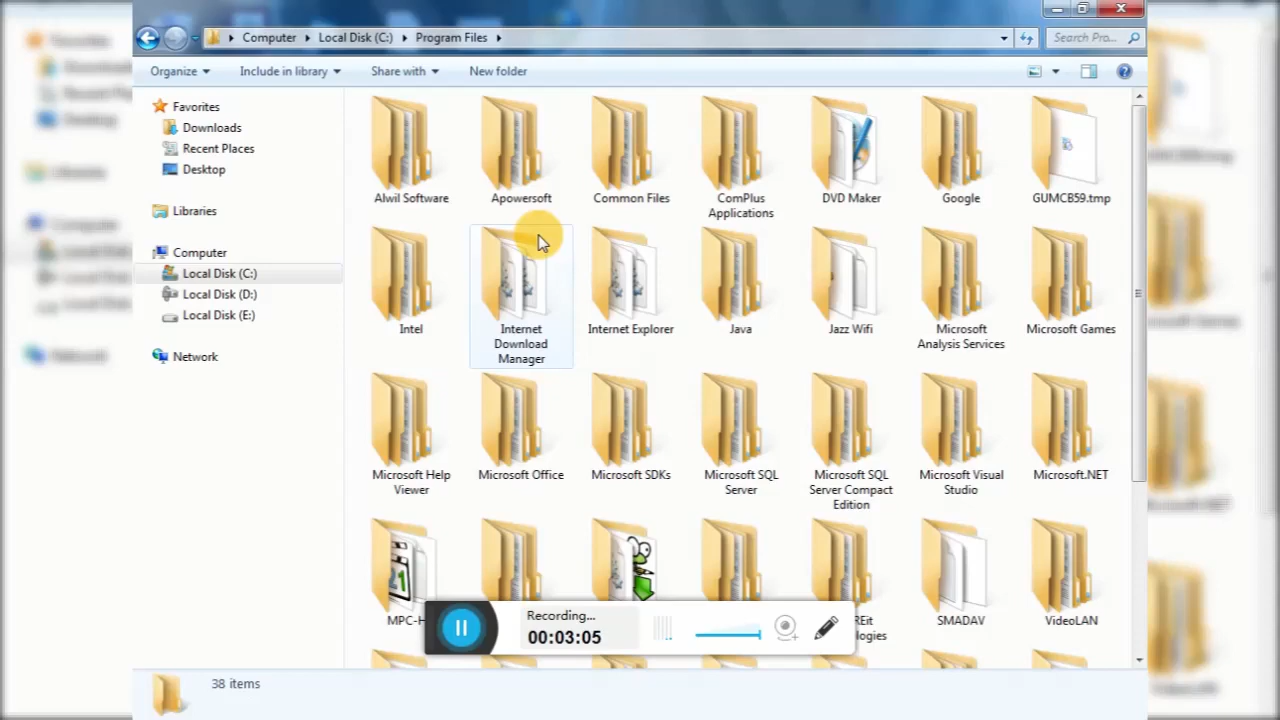 Computer Local Disk (C:) Program Files
Search Pro...
Organize Include in library Share with New folder
Favorites
Downloads
Recent Places
Desktop
Libraries
Computer
Local Disk (C:)
Local Disk (D:)
Local Disk (E:)
Network
Alwil Software
Apowersoft
Common Files
ComPlus
Applications
DVD Maker
Google
GUMCB59.tmp
Intel
Internet
Download
Manager
Internet Explorer
Java
Jazz Wifi
Microsoft
Analysis Services
Microsoft Games
Microsoft Help
Viewer
Microsoft Office
Microsoft SDKs
Microsoft SQL
Server
Microsoft SQL
Server Compact
Edition
Microsoft Visual
Studio
Microsoft.NET
MPC-H
REit
logies
SMADAV
VideoLAN
Recording...
00:03:05
38 items